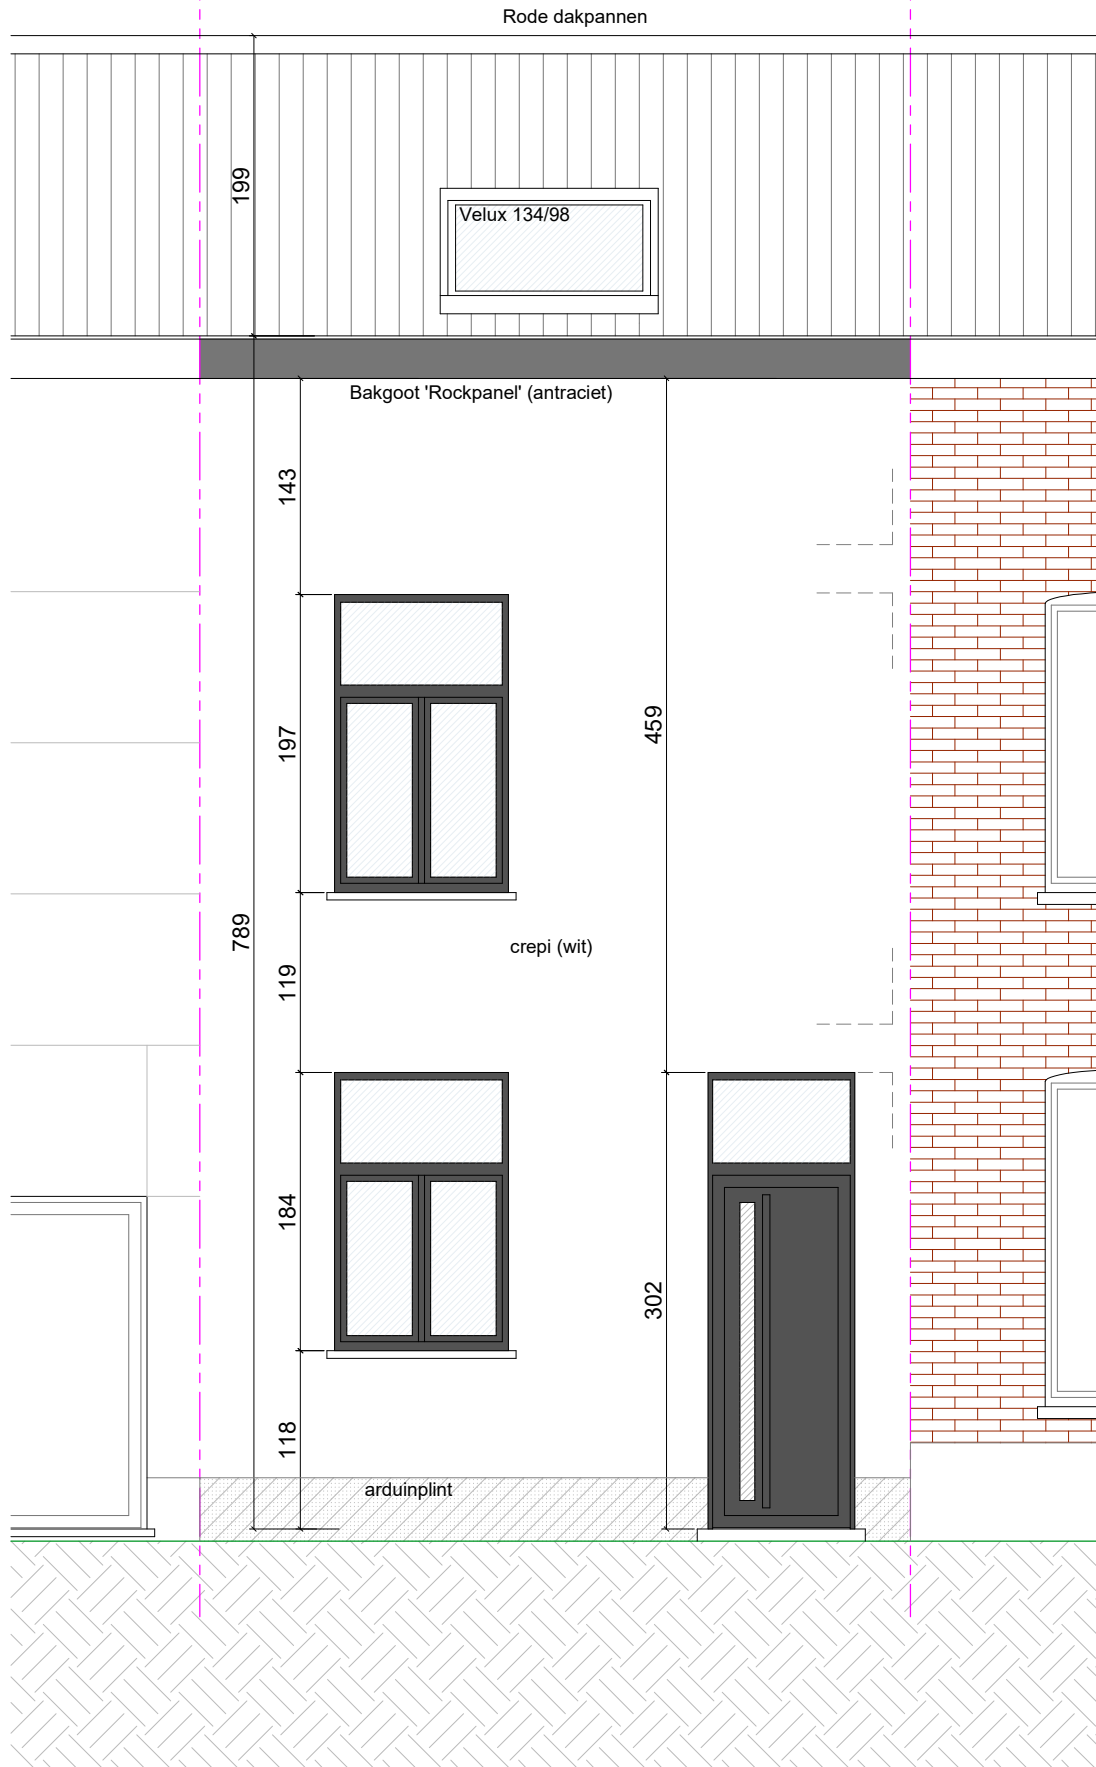 Rode dakpannen
199
Velux 134/98
Bakgoot 'Rockpanel' (antraciet)
143
197
459
789
crepi (wit)
119
184
302
118
arduinplint